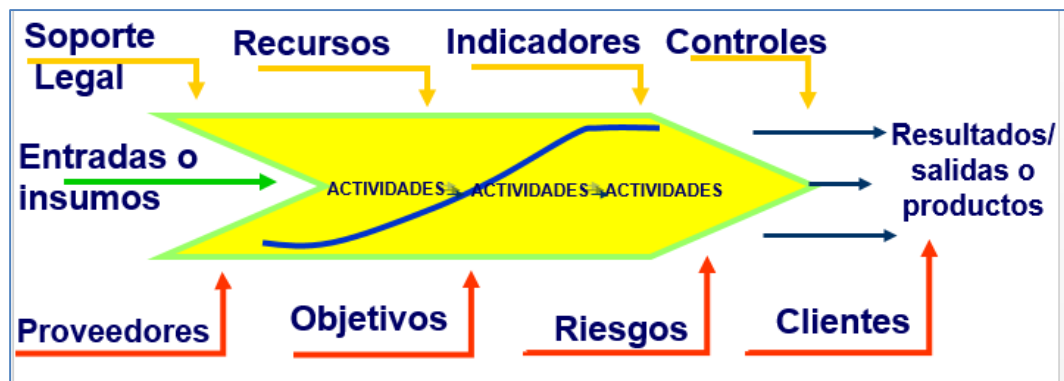 Soporte
Legal
Recursos
Indicadores
Controles
Entradas o
insumos
ACTIVIDADES ACTIVIDADES ACTIVIDADES
Resultados/
salidas o
productos
Proveedores
Objetivos
Riesgos
Clientes